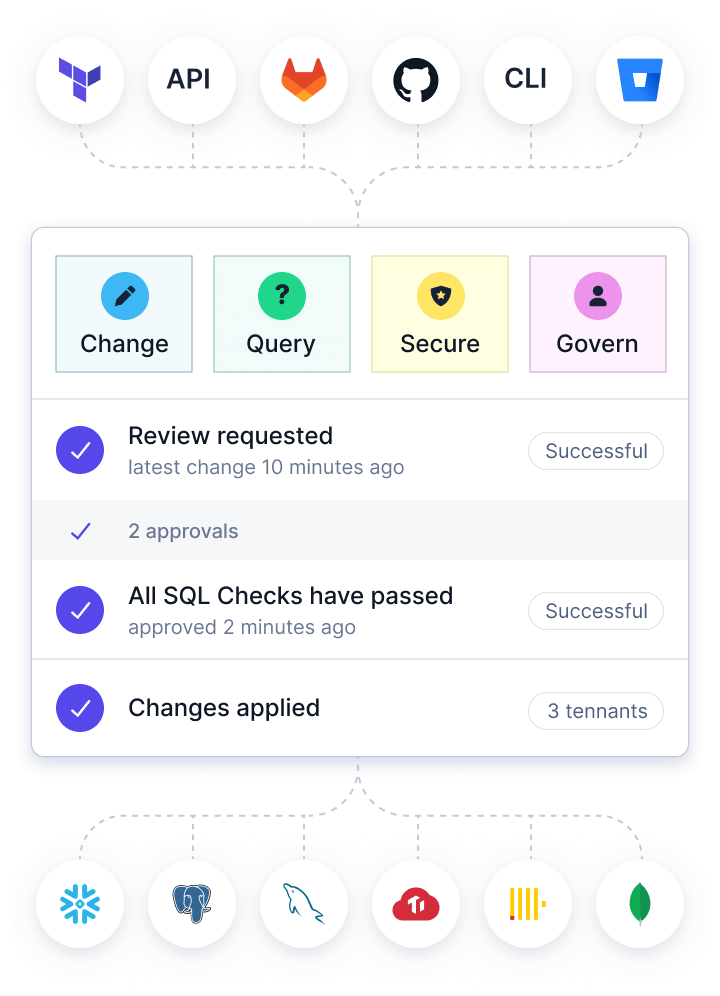 API
CLI
?
Change
Query
Secure
Govern
Review requested
Successful
latest change 10 minutes ago
2 approvals
All SQL Checks have passed
Successful
approved 2 minutes ago
Changes applied
3 tennants